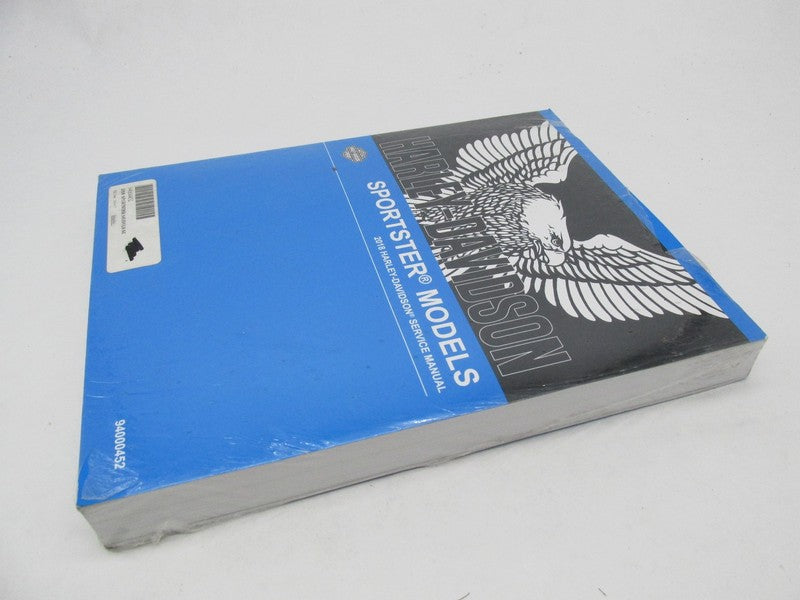 HARLEY-DAVIDSON
SPORTSTER® MODELS
2018 HARLEY-DAVIDSON® SERVICE MANUAL
94000452